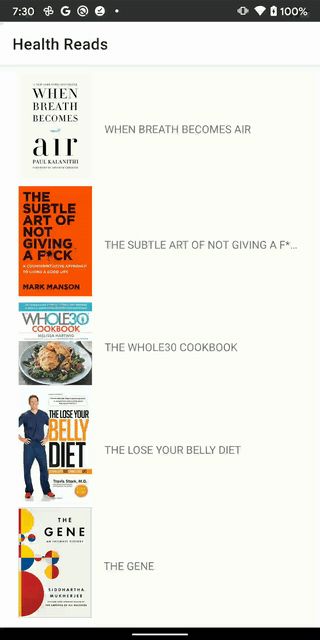 7:30
100%
Health Reads
WHEN
BREATH
BECOMES
air
PAUL KALANITHI
WHEN BREATH BECOMES AIR
THE
SUBTLE
ART OF
NOT
GIVING
A F*CK
A COUNTERINTUITIVE APPROACH
TO LIVING A GOOD LIFE
MARK MANSON
THE SUBTLE ART OF NOT GIVING A F*...
THE
WHOLE30
COOKBOOK
MELISSA HARTWIG
THE WHOLE30 COOKBOOK
THE LOSE YOUR
BELLY
DIET
Travis Stork, M.D.
THE LOSE YOUR BELLY DIET
THE
GENE
AN INTIMATE HISTORY
SIDDHARTHA
MUKHERJEE
THE GENE